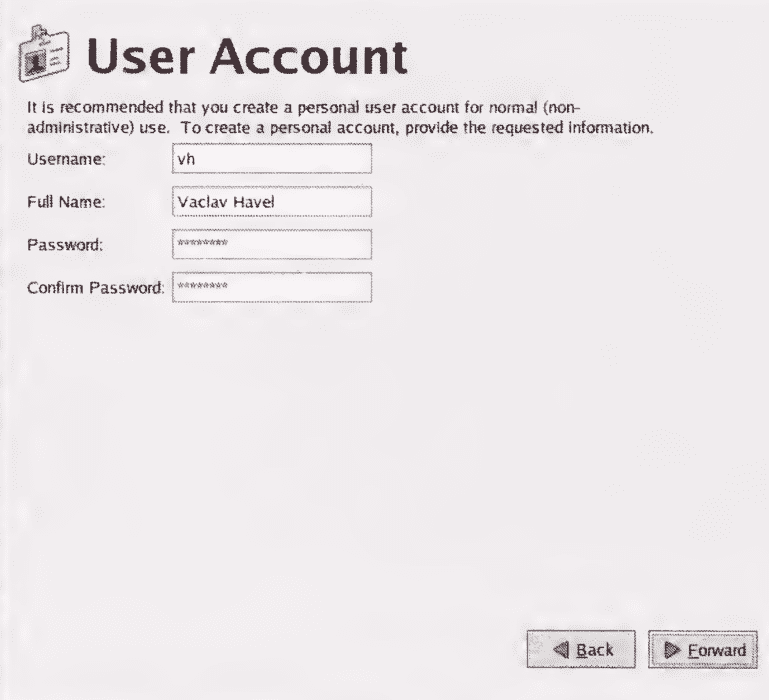 User Account
It is recommended that you create a personal user account for normal (non-
administrative) use. To create a personal account, provide the requested information.
Username: vh
Full Name: Vaclav Havel
Password: ********
Confirm Password: ********
Back Forward